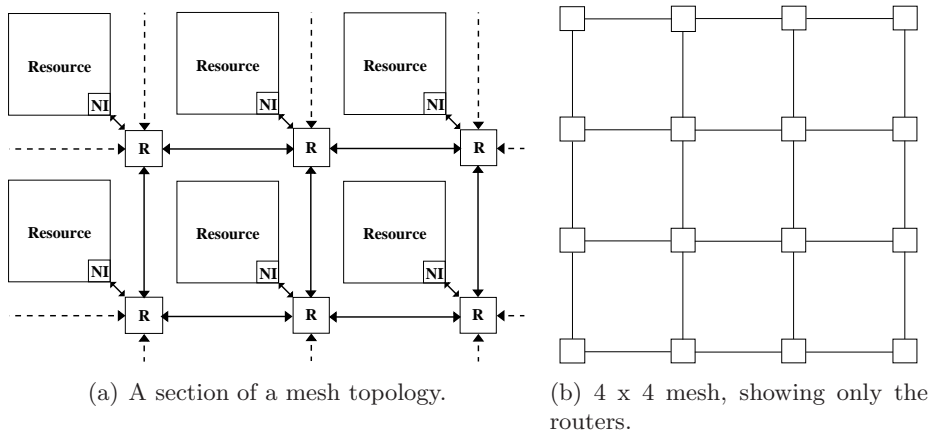 Resource
Resource
Resource
NI
NI
NI
R
R
R
Resource
Resource
Resource
NI
NI
NI
R
R
R
(a) A section of a mesh topology.
(b) 4 x 4 mesh, showing only the
routers.